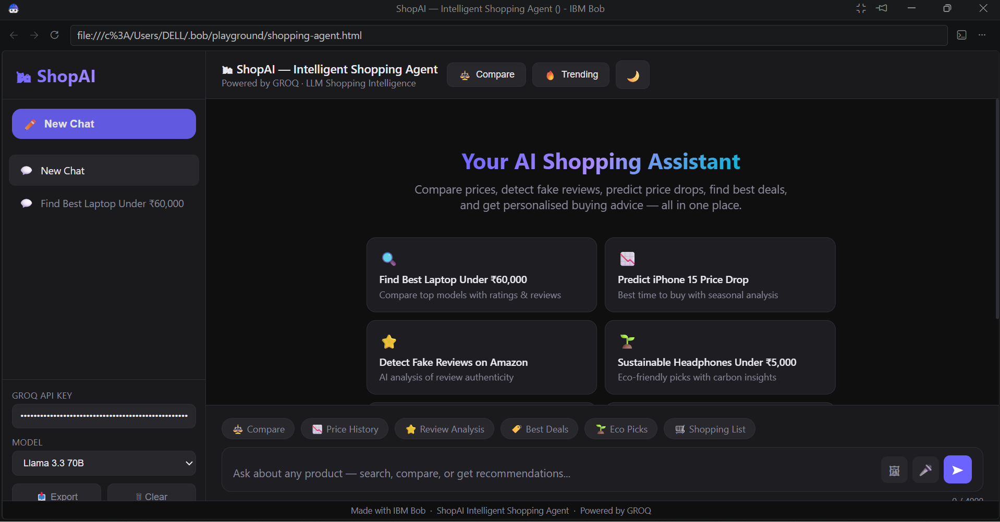 ShopAI — Intelligent Shopping Agent () - IBM Bob
file:///c%3A/Users/DELL/.bob/playground/shopping-agent.html
ShopAI
New Chat
New Chat
Find Best Laptop Under ₹60,000
GROQ API KEY
••••••••••••••••••••••••••••••••••••••••••••••••••••
MODEL
Llama 3.3 70B
Export
Clear
ShopAI — Intelligent Shopping Agent
Powered by GROQ · LLM Shopping Intelligence
Compare
Trending
Your AI Shopping Assistant
Compare prices, detect fake reviews, predict price drops, find best deals,
and get personalised buying advice — all in one place.
Find Best Laptop Under ₹60,000
Compare top models with ratings & reviews
Predict iPhone 15 Price Drop
Best time to buy with seasonal analysis
Detect Fake Reviews on Amazon
AI analysis of review authenticity
Sustainable Headphones Under ₹5,000
Eco-friendly picks with carbon insights
Compare
Price History
Review Analysis
Best Deals
Eco Picks
Shopping List
Ask about any product — search, compare, or get recommendations...
Made with IBM Bob · ShopAI Intelligent Shopping Agent · Powered by GROQ